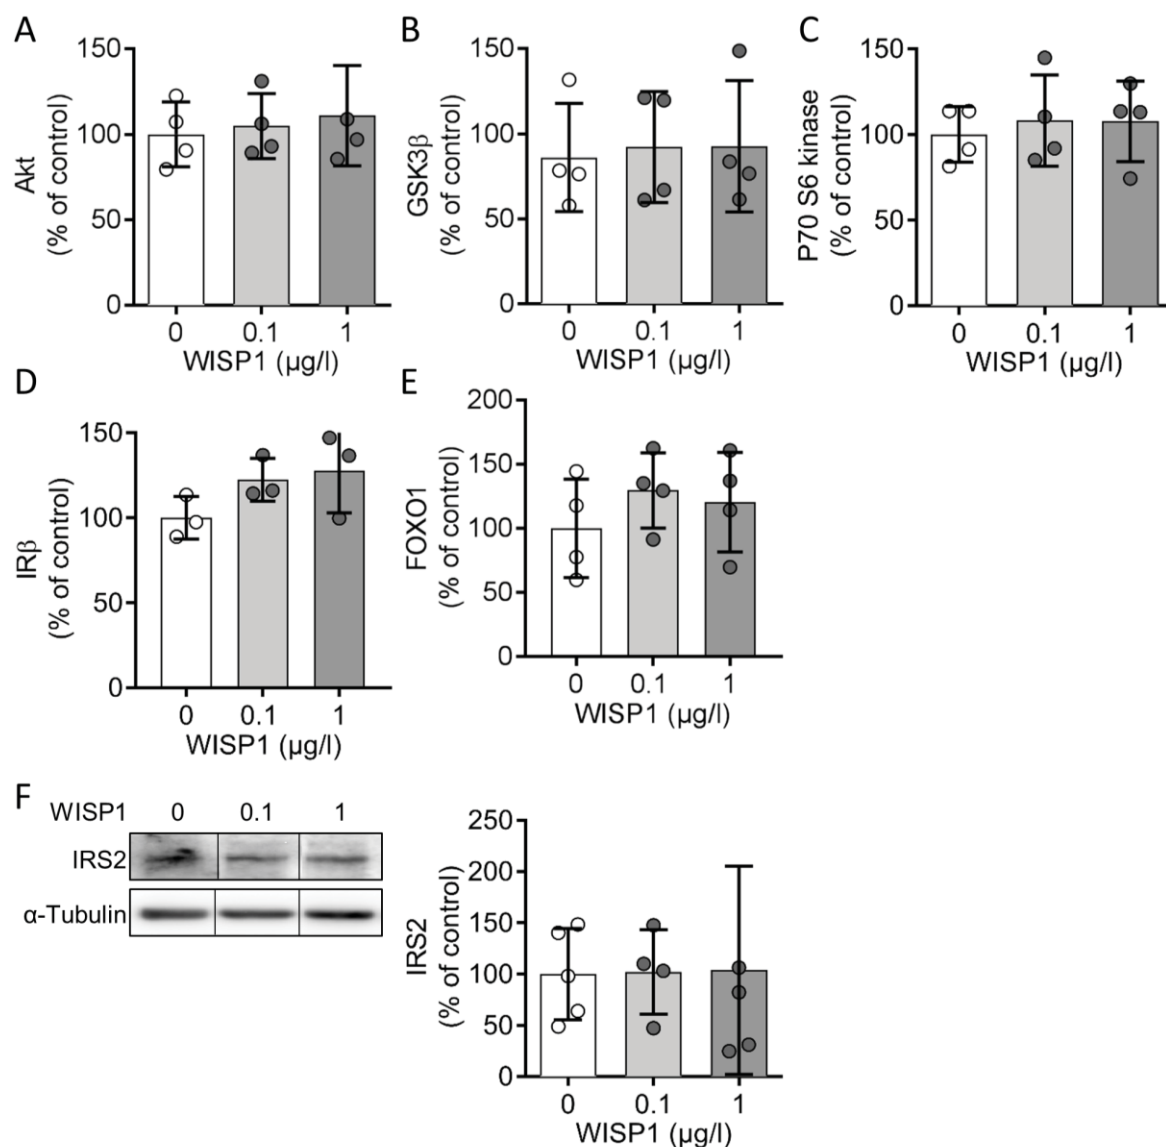 A
Akt
(% of control)
150
100
50
0
0 0.1 1
WISP1 (µg/l)
B
GSK3β
(% of control)
150
100
50
0
0 0.1 1
WISP1 (µg/l)
C
P70 S6 kinase
(% of control)
150
100
50
0
0 0.1 1
WISP1 (µg/l)
D
IRβ
(% of control)
150
100
50
0
0 0.1 1
WISP1 (µg/l)
E
FOXO1
(% of control)
200
150
100
50
0
0 0.1 1
WISP1 (µg/l)
F
WISP1 0 0.1 1
IRS2
α-Tubulin
IRS2
(% of control)
250
200
150
100
50
0
0 0.1 1
WISP1 (µg/l)